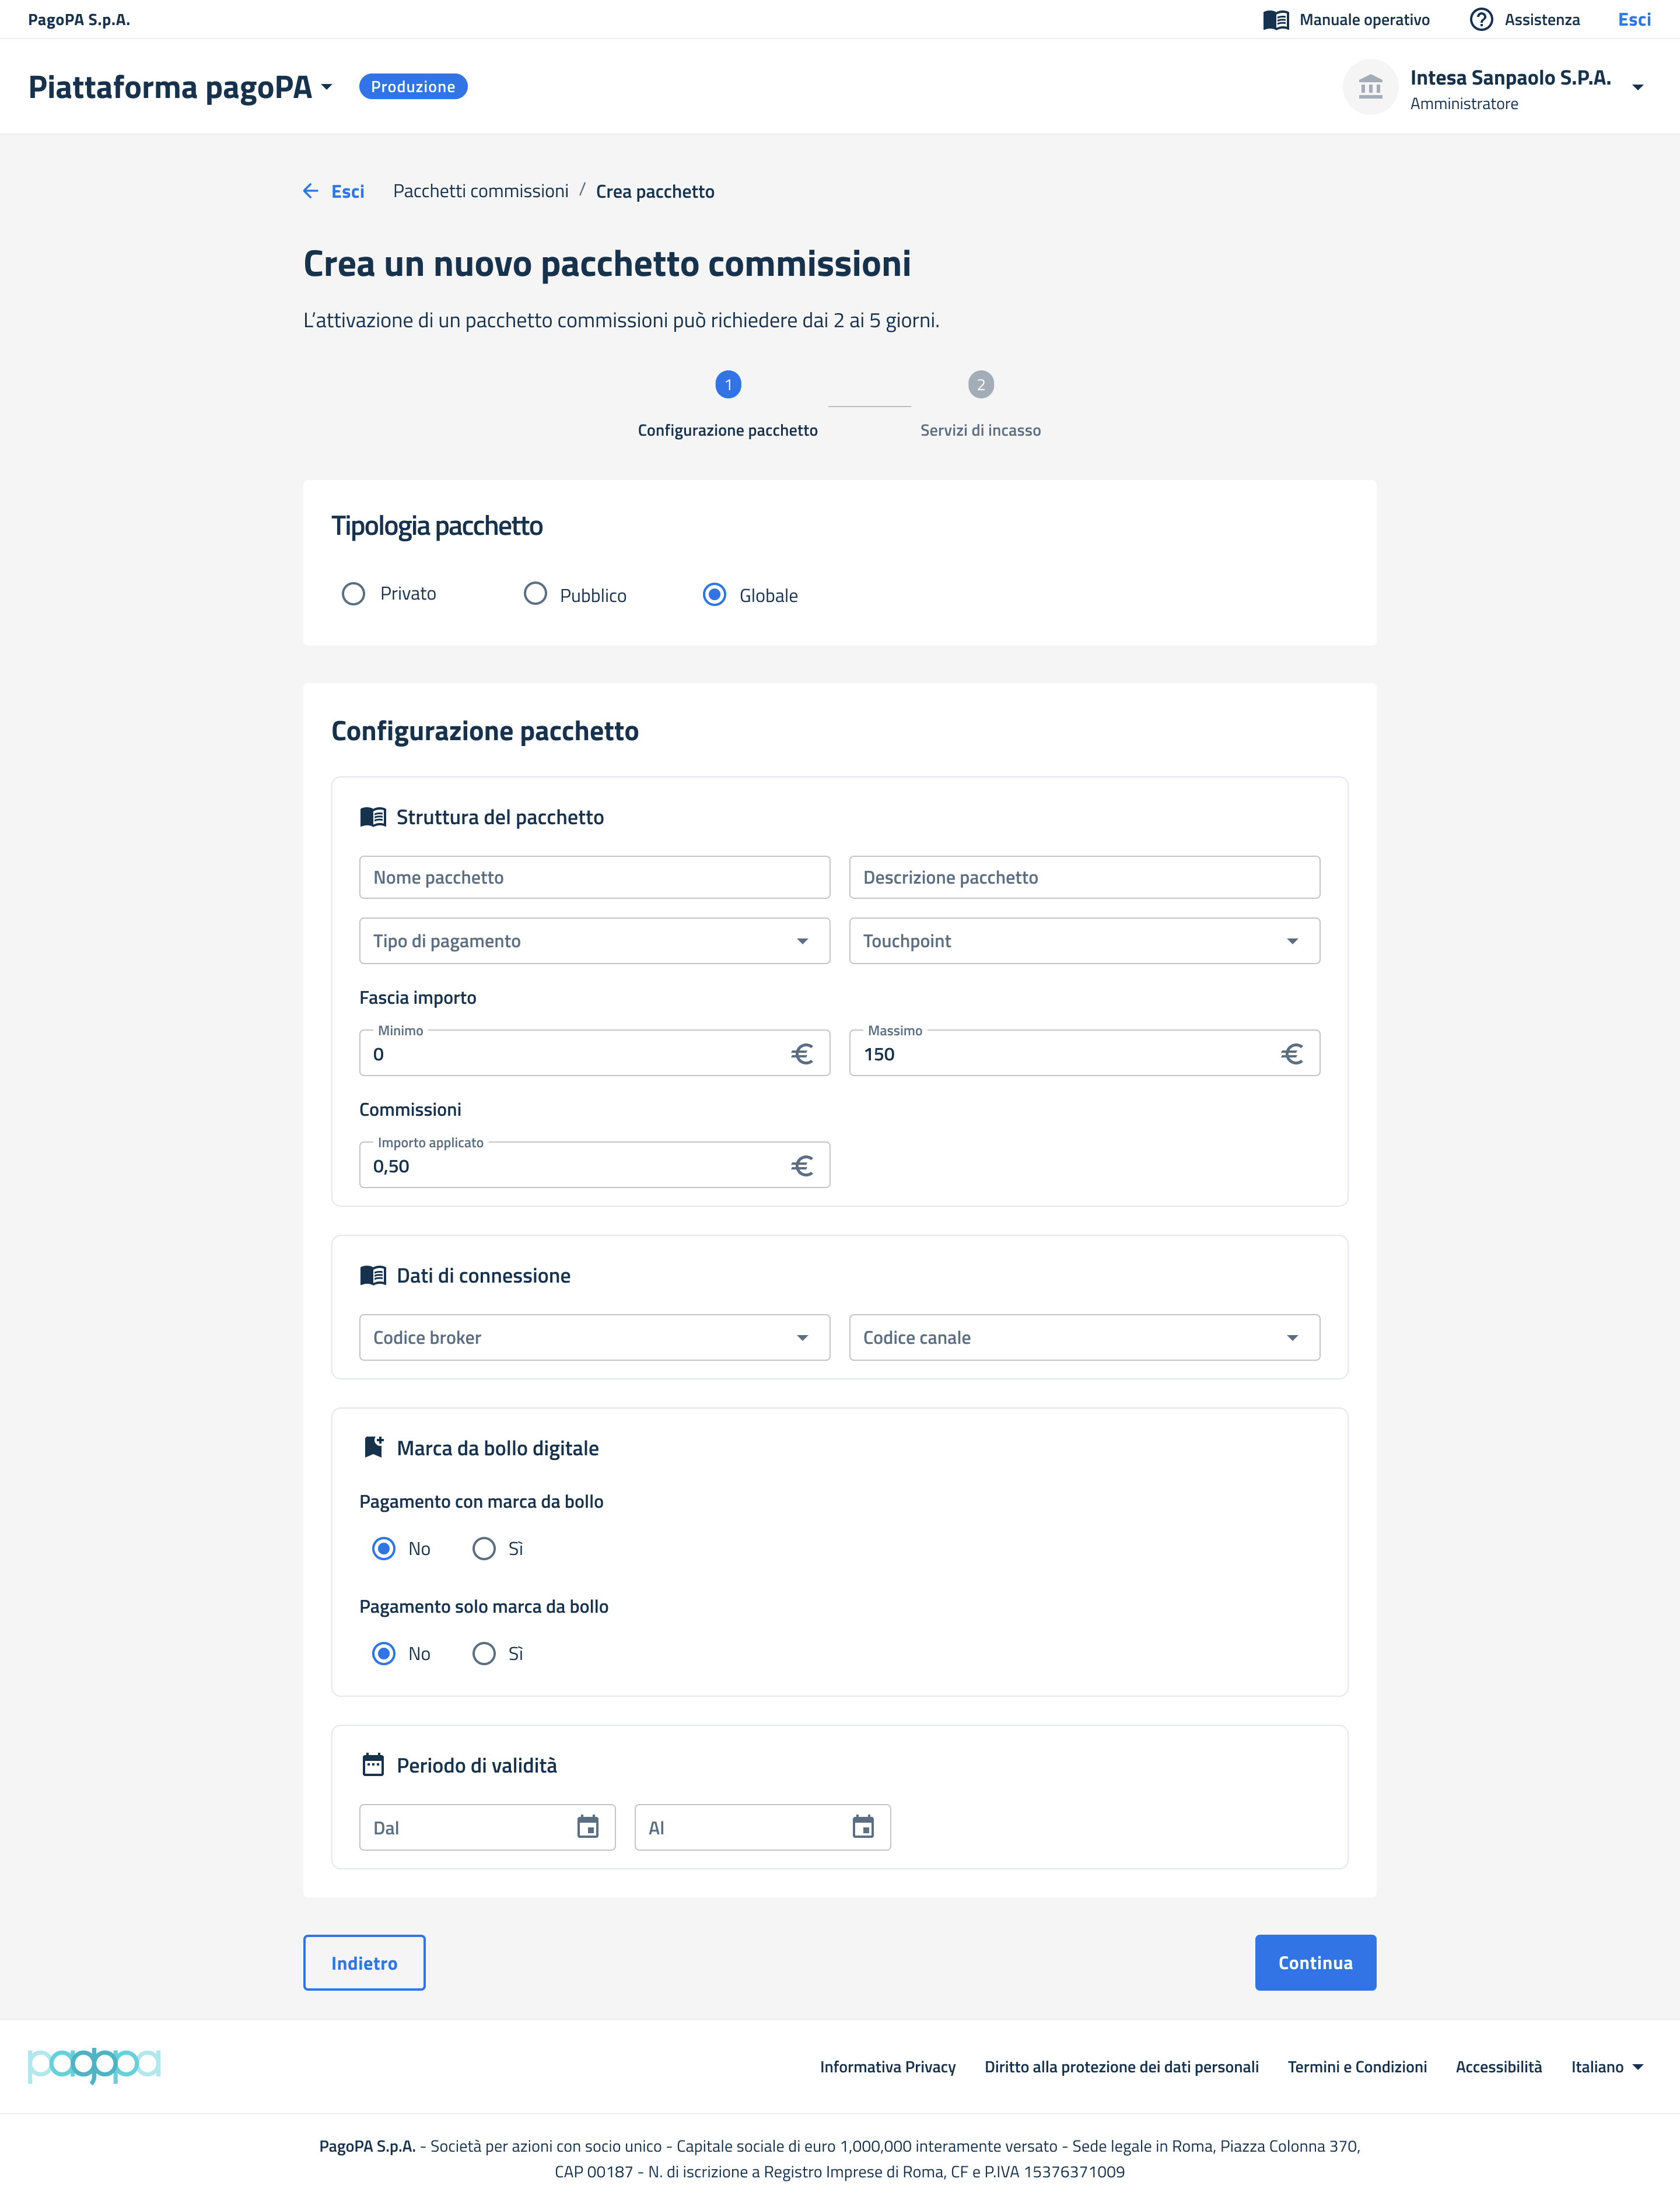 PagoPA S.p.A.
Manuale operativo
Assistenza
Esci
Piattaforma pagoPA
Produzione
Intesa Sanpaolo S.P.A.
Amministratore
Esci
Pacchetti commissioni / Crea pacchetto
Crea un nuovo pacchetto commissioni
L’attivazione di un pacchetto commissioni può richiedere dai 2 ai 5 giorni.
1
2
Configurazione pacchetto
Servizi di incasso
Tipologia pacchetto
Privato
Pubblico
Globale
Configurazione pacchetto
Struttura del pacchetto
Nome pacchetto
Descrizione pacchetto
Tipo di pagamento
Touchpoint
Fascia importo
Minimo
Massimo
0 €
150 €
Commissioni
Importo applicato
0,50 €
Dati di connessione
Codice broker
Codice canale
Marca da bollo digitale
Pagamento con marca da bollo
No
Sì
Pagamento solo marca da bollo
No
Sì
Periodo di validità
Dal
Al
Indietro
Continua
pagopa
Informativa Privacy
Diritto alla protezione dei dati personali
Termini e Condizioni
Accessibilità
Italiano
PagoPA S.p.A. - Società per azioni con socio unico - Capitale sociale di euro 1,000,000 interamente versato - Sede legale in Roma, Piazza Colonna 370,
CAP 00187 - N. di iscrizione a Registro Imprese di Roma, CF e P.IVA 15376371009